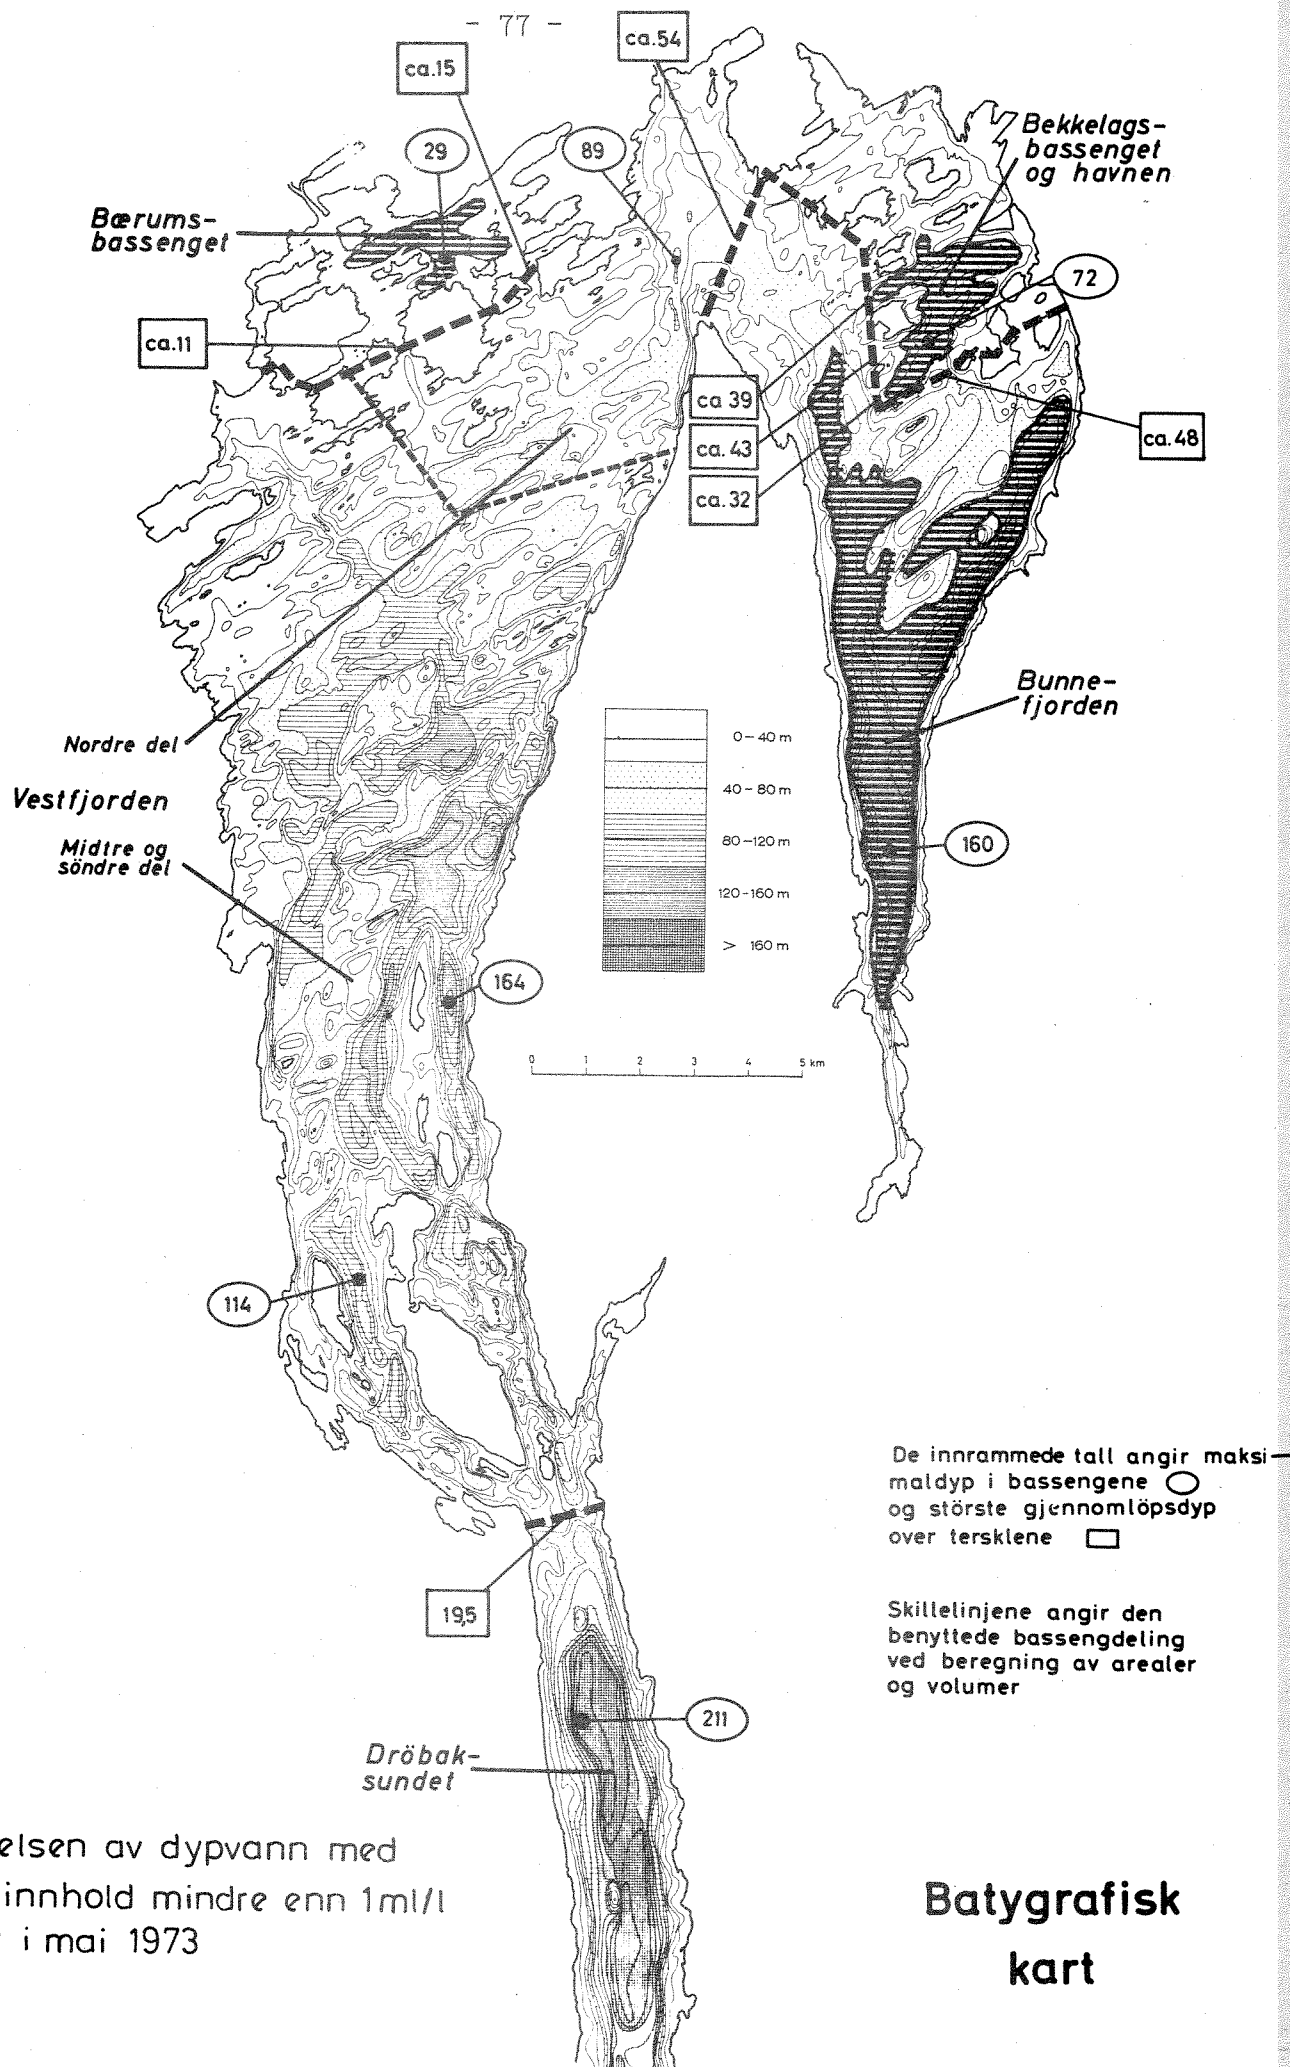 - 77 -
ca.54
ca.15
29
89
Bekkelags-
bassenget
og havnen
Bærums-
bassenget
72
ca.11
ca 39
ca. 43
ca. 32
ca. 48
Bunne-
fjorden
Nordre del
Vestfjorden
Midtre og
söndre del
0-40 m
40-80 m
80-120 m
120-160 m
> 160 m
160
164
0 1 2 3 4 5 km
114
De innrammede tall angir maksi-
maldyp i bassengene
og störste gjennomlöpsdyp
over tersklene
19,5
Skillelinjene angir den
benyttede bassengdeling
ved beregning av arealer
og volumer
211
Dröbak-
sundet
elsen av dypvann med
innhold mindre enn 1ml/l
i mai 1973
Batygrafisk
kart